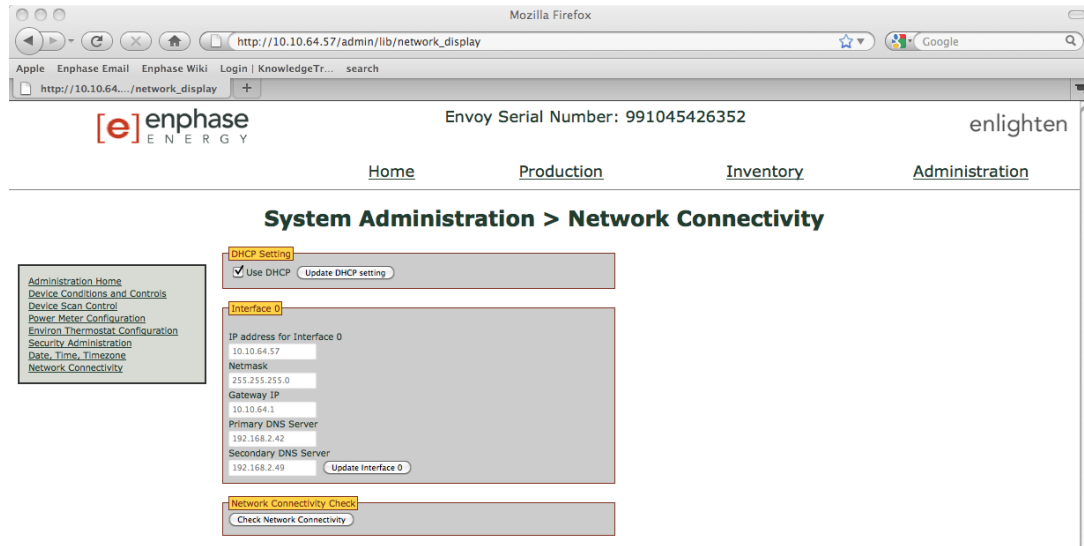 Mozilla Firefox
http://10.10.64.57/admin/lib/network_display
Google
Apple Enphase Email Enphase Wiki Login | KnowledgeTr... search
http://10.10.64..../network_display +
[e] enphase
ENERGY
Envoy Serial Number: 991045426352
enlighten
Home Production Inventory Administration
System Administration > Network Connectivity
Administration Home
Device Conditions and Controls
Device Scan Control
Power Meter Configuration
Environ Thermostat Configuration
Security Administration
Date, Time, Timezone
Network Connectivity
DHCP Setting
Use DHCP Update DHCP setting
Interface 0
IP address for Interface 0
10.10.64.57
Netmask
255.255.255.0
Gateway IP
10.10.64.1
Primary DNS Server
192.168.2.42
Secondary DNS Server
192.168.2.49 Update Interface 0
Network Connectivity Check
Check Network Connectivity